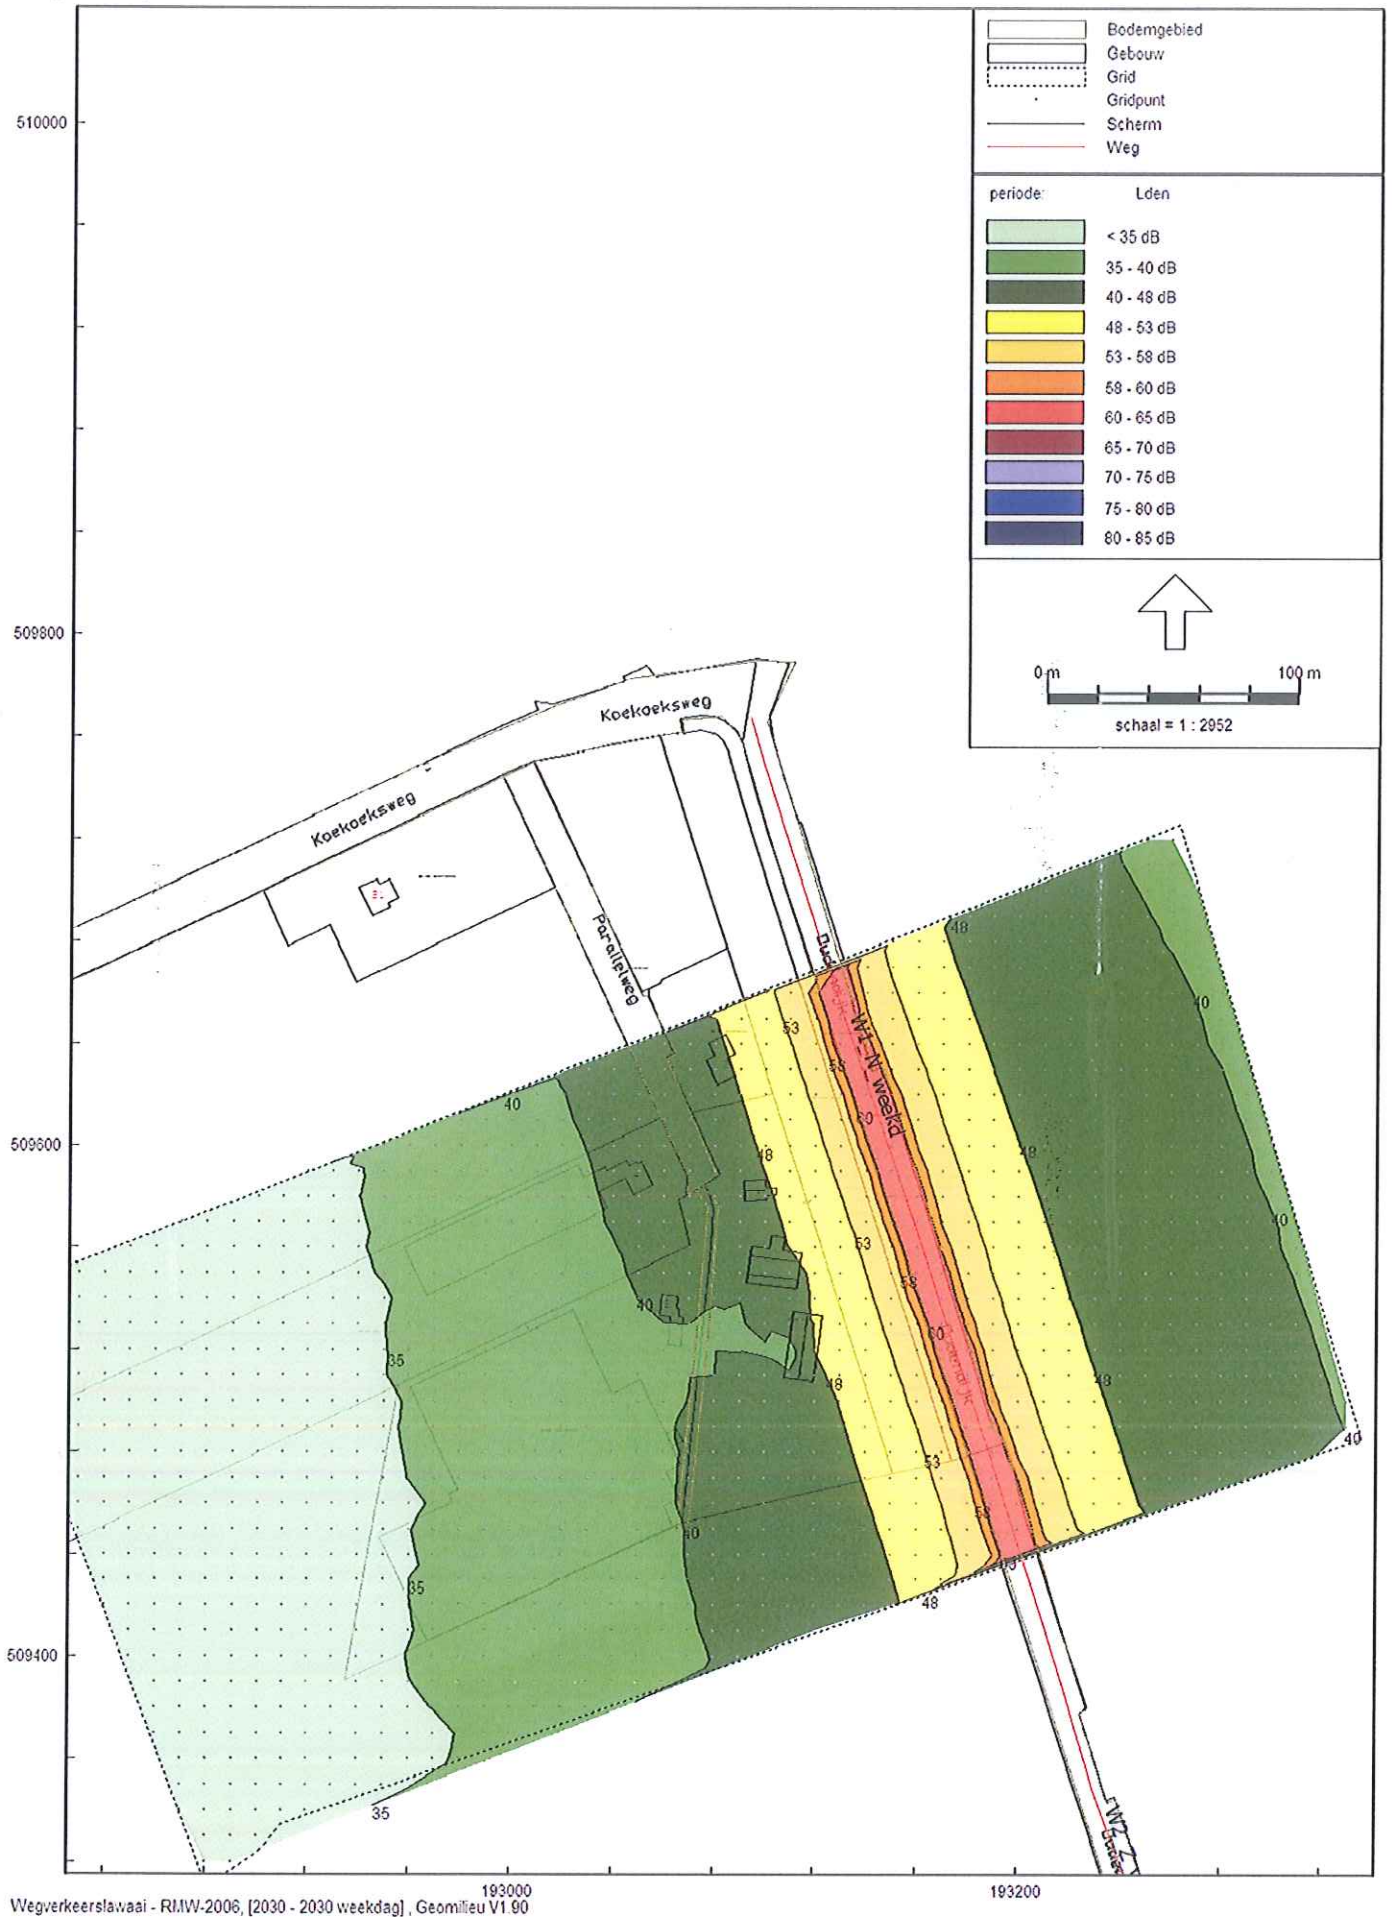 Bodemgebied
Gebouw
Grid
Gridpunt
Scherm
Weg
periode: Lden
< 35 dB
35 - 40 dB
40 - 48 dB
48 - 53 dB
53 - 58 dB
58 - 60 dB
60 - 65 dB
65 - 70 dB
70 - 75 dB
75 - 80 dB
80 - 85 dB
0 m 100 m
schaal = 1 : 2952
510000
509800
509600
509400
Koekoeksweg
Koekoeksweg
Parallelweg
W1_N_weekd
48
40
53
58
40
60
48
48
40
53
58
40
60
35
48
48
40
53
58
40
35
48
35
W2_Z
193000
193200
Wegverkeerslawaai - RMW-2006, [2030 - 2030 weekdag] , Geomilieu V1.90